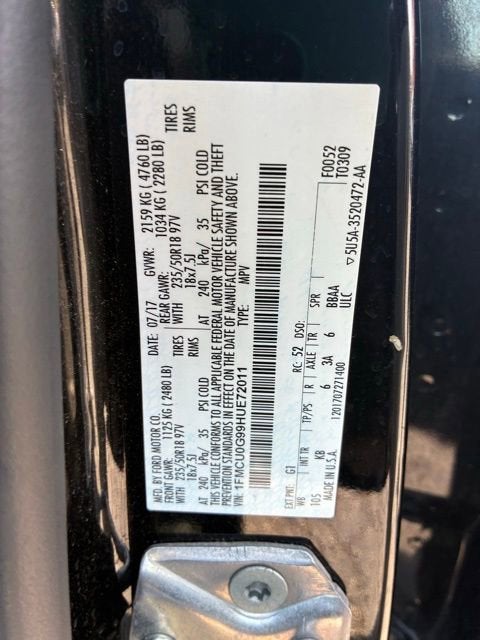 MFD. BY FORD MOTOR CO.
DATE: 07/17 GVWR: 2159 KG ( 4760 LB)
FRONT GAWR: 1125 KG ( 2480 LB) REAR GAWR: 1034 KG ( 2280 LB)
WITH 235/50R18 97V TIRES WITH 235/50R18 97V TIRES
18x7.5J RIMS 18x7.5J RIMS
AT 240 kPa/ 35 PSI COLD AT 240 kPa/ 35 PSI COLD
THIS VEHICLE CONFORMS TO ALL APPLICABLE FEDERAL MOTOR VEHICLE SAFETY AND THEFT
PREVENTION STANDARDS IN EFFECT ON THE DATE OF MANUFACTURE SHOWN ABOVE.
VIN: 1FMCU0G99HUE72011 TYPE: MPV
F0052
T0309
EXT PNT: G1 RC: 52 DSO:
WB INT TR TP/PS R AXLE TR SPR
105 KB 6 3A 6 BBAA
MADE IN U.S.A. 1201707271400 ULC
▽5U5A-3520472-AA